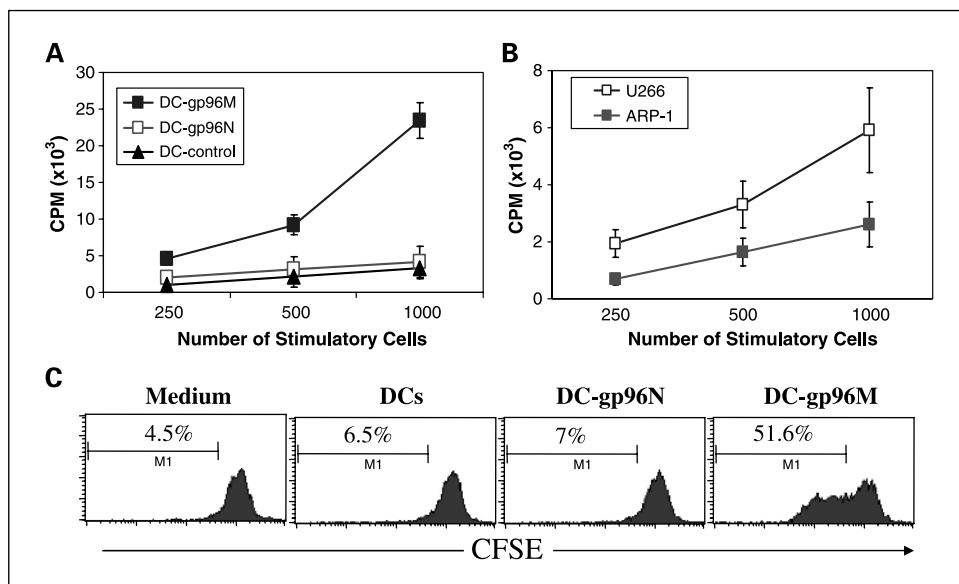 A
CPM (x10³)
30
25
20
15
10
5
0
DC-gp96M
DC-gp96N
DC-control
250
500
1000
Number of Stimulatory Cells
B
CPM (x10³)
8
6
4
2
0
U266
ARP-1
250
500
1000
Number of Stimulatory Cells
C
Medium
DCs
DC-gp96N
DC-gp96M
4.5%
M1
6.5%
M1
7%
M1
51.6%
M1
CFSE